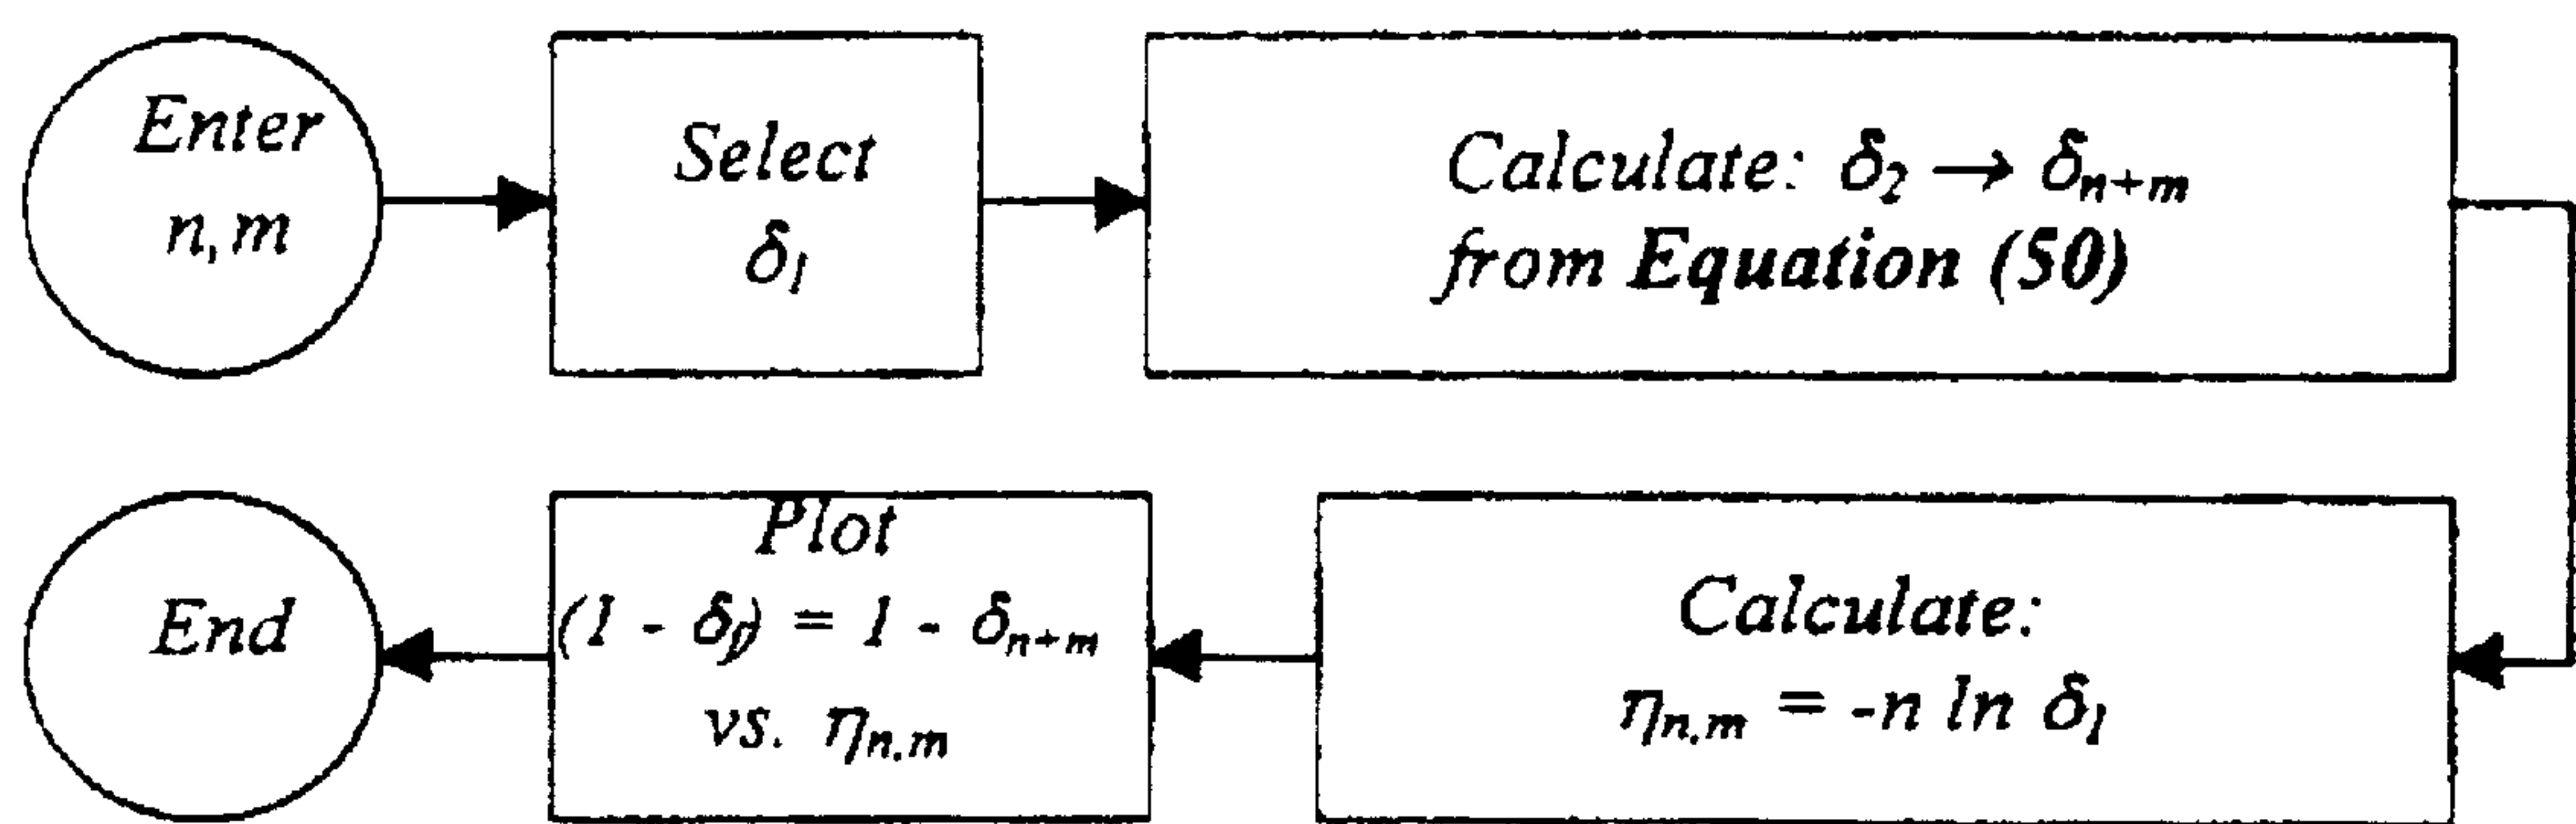 Enter
n, m
Select
δ₁
Calculate: δ₂ → δₙ₊ₘ
from Equation (50)
Calculate:
ηₙ,ₘ = -n ln δ₁
Plot
(1 - δ_f) = 1 - δₙ₊ₘ
vs. ηₙ,ₘ
End